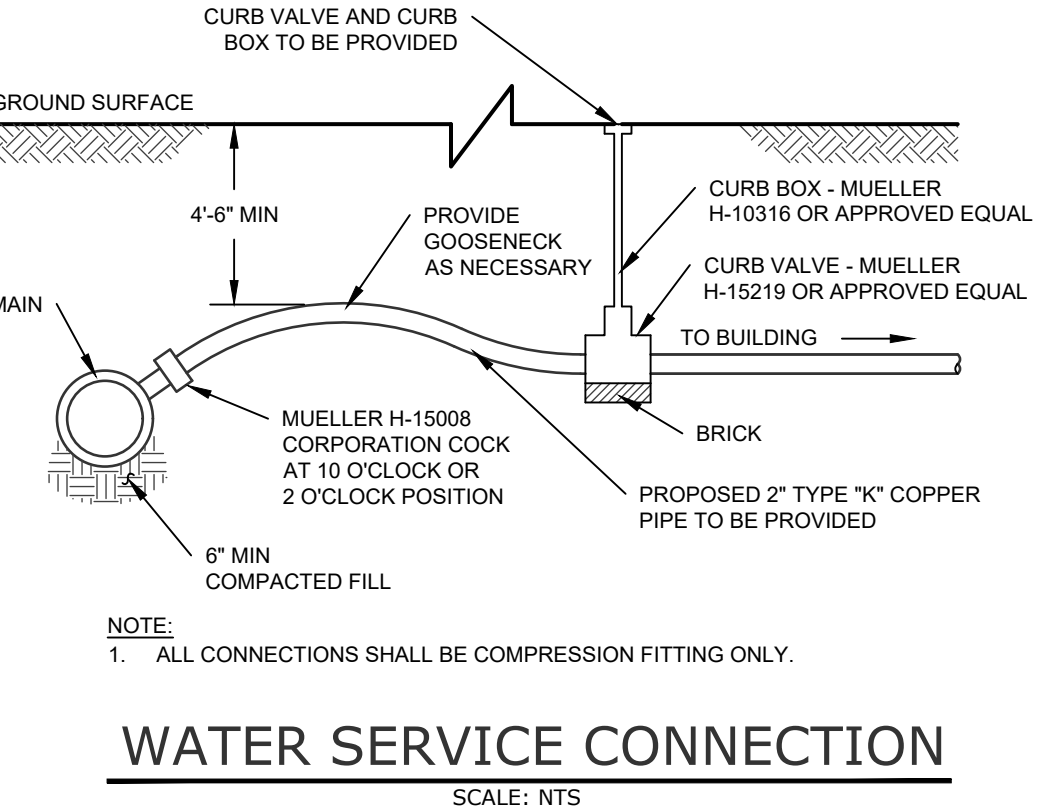 CURB VALVE AND CURB
BOX TO BE PROVIDED
GROUND SURFACE
4'-6" MIN
PROVIDE
GOOSENECK
AS NECESSARY
CURB BOX - MUELLER
H-10316 OR APPROVED EQUAL
CURB VALVE - MUELLER
H-15219 OR APPROVED EQUAL
MAIN
TO BUILDING
MUELLER H-15008
CORPORATION COCK
AT 10 O'CLOCK OR
2 O'CLOCK POSITION
BRICK
PROPOSED 2" TYPE "K" COPPER
PIPE TO BE PROVIDED
6" MIN
COMPACTED FILL
NOTE:
1. ALL CONNECTIONS SHALL BE COMPRESSION FITTING ONLY.
WATER SERVICE CONNECTION
SCALE: NTS